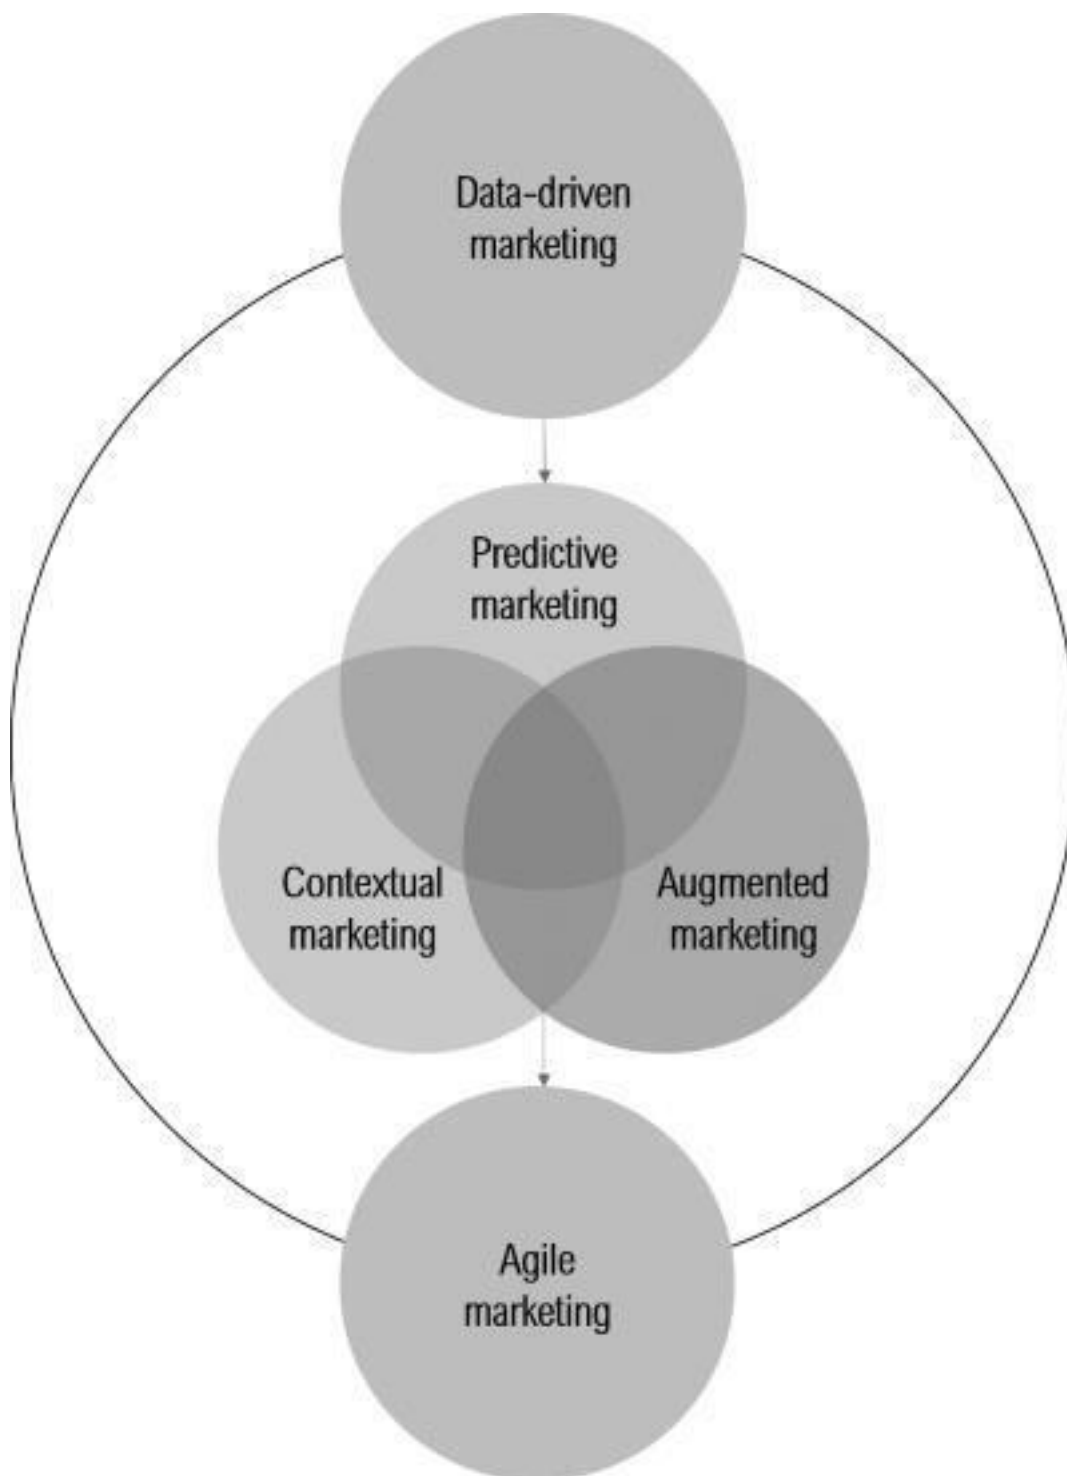 Data-driven
marketing
Predictive
marketing
Contextual
marketing
Augmented
marketing
Agile
marketing